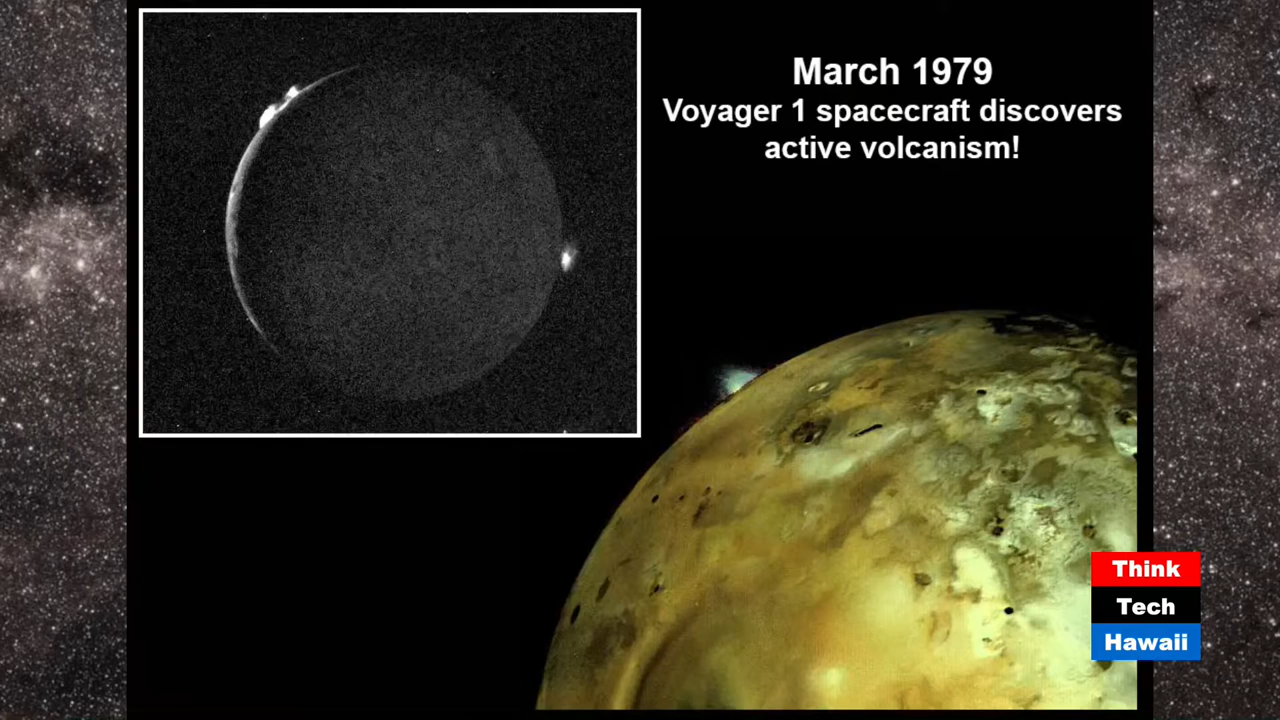 March 1979
Voyager 1 spacecraft discovers
active volcanism!
Think
Tech
Hawaii